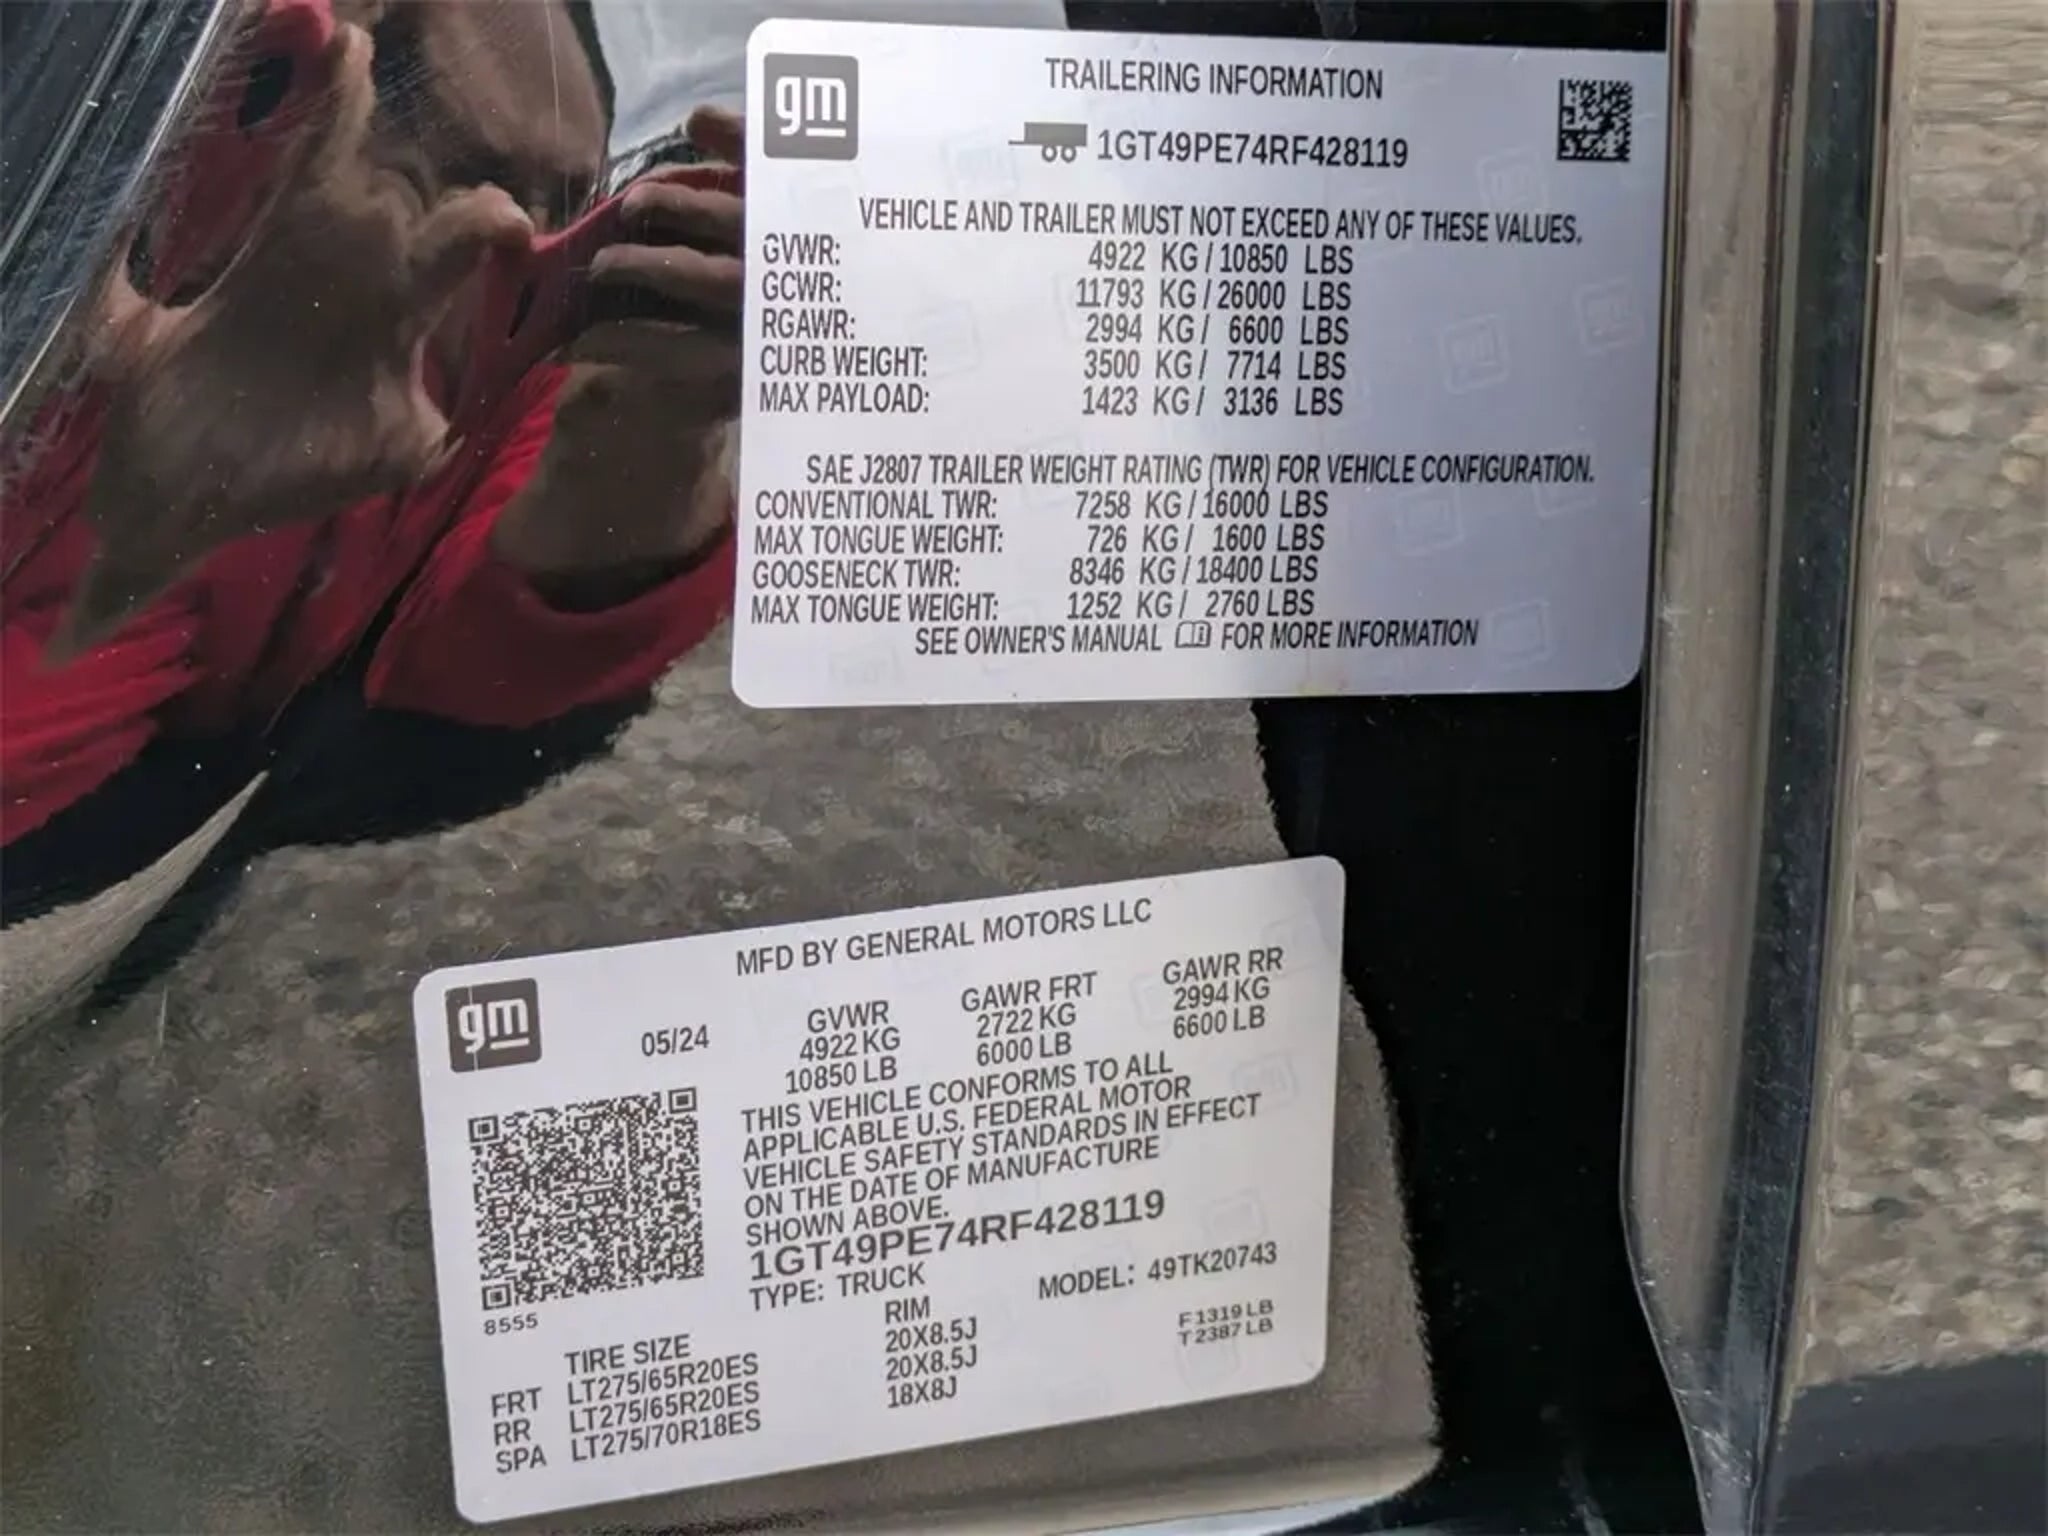 gm
TRAILERING INFORMATION
1GT49PE74RF428119
VEHICLE AND TRAILER MUST NOT EXCEED ANY OF THESE VALUES.
GVWR: 4922 KG / 10850 LBS
GCWR: 11793 KG / 26000 LBS
RGAWR: 2994 KG / 6600 LBS
CURB WEIGHT: 3500 KG / 7714 LBS
MAX PAYLOAD: 1423 KG / 3136 LBS
SAE J2807 TRAILER WEIGHT RATING (TWR) FOR VEHICLE CONFIGURATION.
CONVENTIONAL TWR: 7258 KG / 16000 LBS
MAX TONGUE WEIGHT: 726 KG / 1600 LBS
GOOSENECK TWR: 8346 KG / 18400 LBS
MAX TONGUE WEIGHT: 1252 KG / 2760 LBS
SEE OWNER'S MANUAL FOR MORE INFORMATION
MFD BY GENERAL MOTORS LLC
gm
05/24
GVWR GAWR FRT GAWR RR
4922 KG 2722 KG 2994 KG
10850 LB 6000 LB 6600 LB
THIS VEHICLE CONFORMS TO ALL
APPLICABLE U.S. FEDERAL MOTOR
VEHICLE SAFETY STANDARDS IN EFFECT
ON THE DATE OF MANUFACTURE
SHOWN ABOVE.
1GT49PE74RF428119
TYPE: TRUCK MODEL: 49TK20743
8555
TIRE SIZE RIM
FRT LT275/65R20ES 20X8.5J F 1319 LB
RR LT275/65R20ES 20X8.5J T 2387 LB
SPA LT275/70R18ES 18X8J